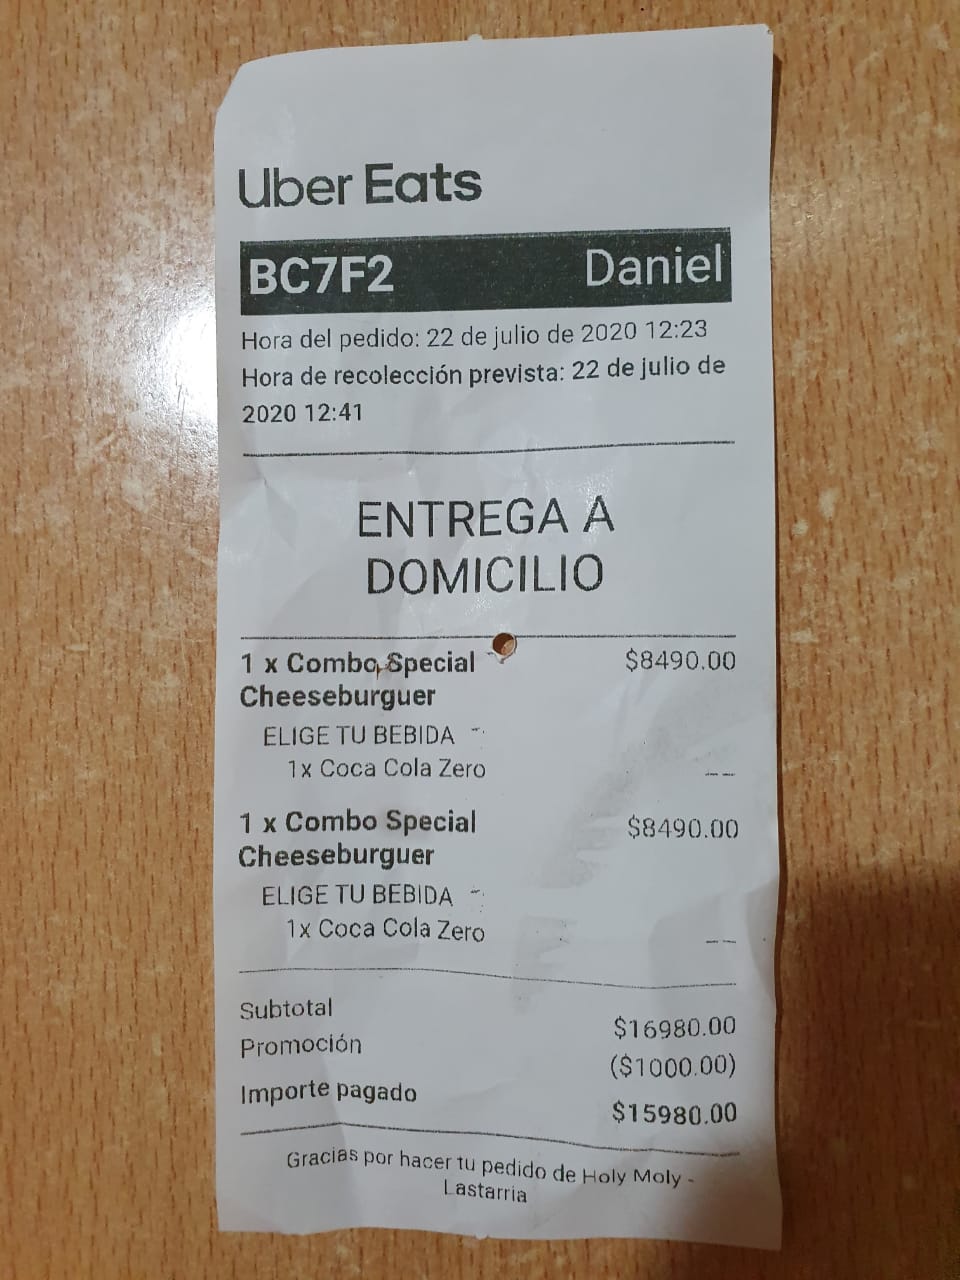 Uber Eats
BC7F2 Daniel
Hora del pedido: 22 de julio de 2020 12:23
Hora de recolección prevista: 22 de julio de
2020 12:41
ENTREGA A
DOMICILIO
1 x Combo Special $8490.00
Cheeseburguer
ELIGE TU BEBIDA
1x Coca Cola Zero
1 x Combo Special $8490.00
Cheeseburguer
ELIGE TU BEBIDA
1x Coca Cola Zero
Subtotal $16980.00
Promoción ($1000.00)
Importe pagado $15980.00
Gracias por hacer tu pedido de Holy Moly -
Lastarria